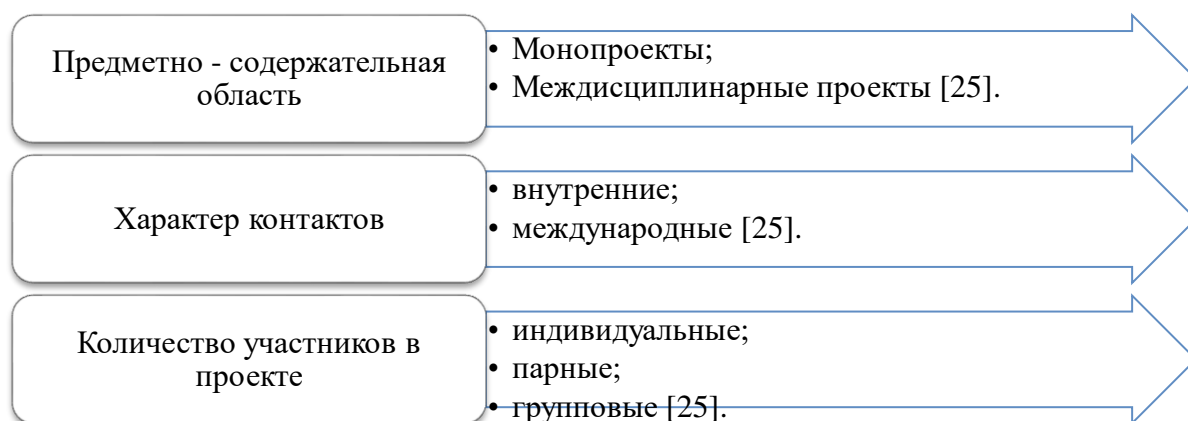 Предметно - содержательная
область
• Монопроекты;
• Междисциплинарные проекты [25].
Характер контактов
• внутренние;
• международные [25].
Количество участников в
проекте
• индивидуальные;
• парные;
• групповые [25].